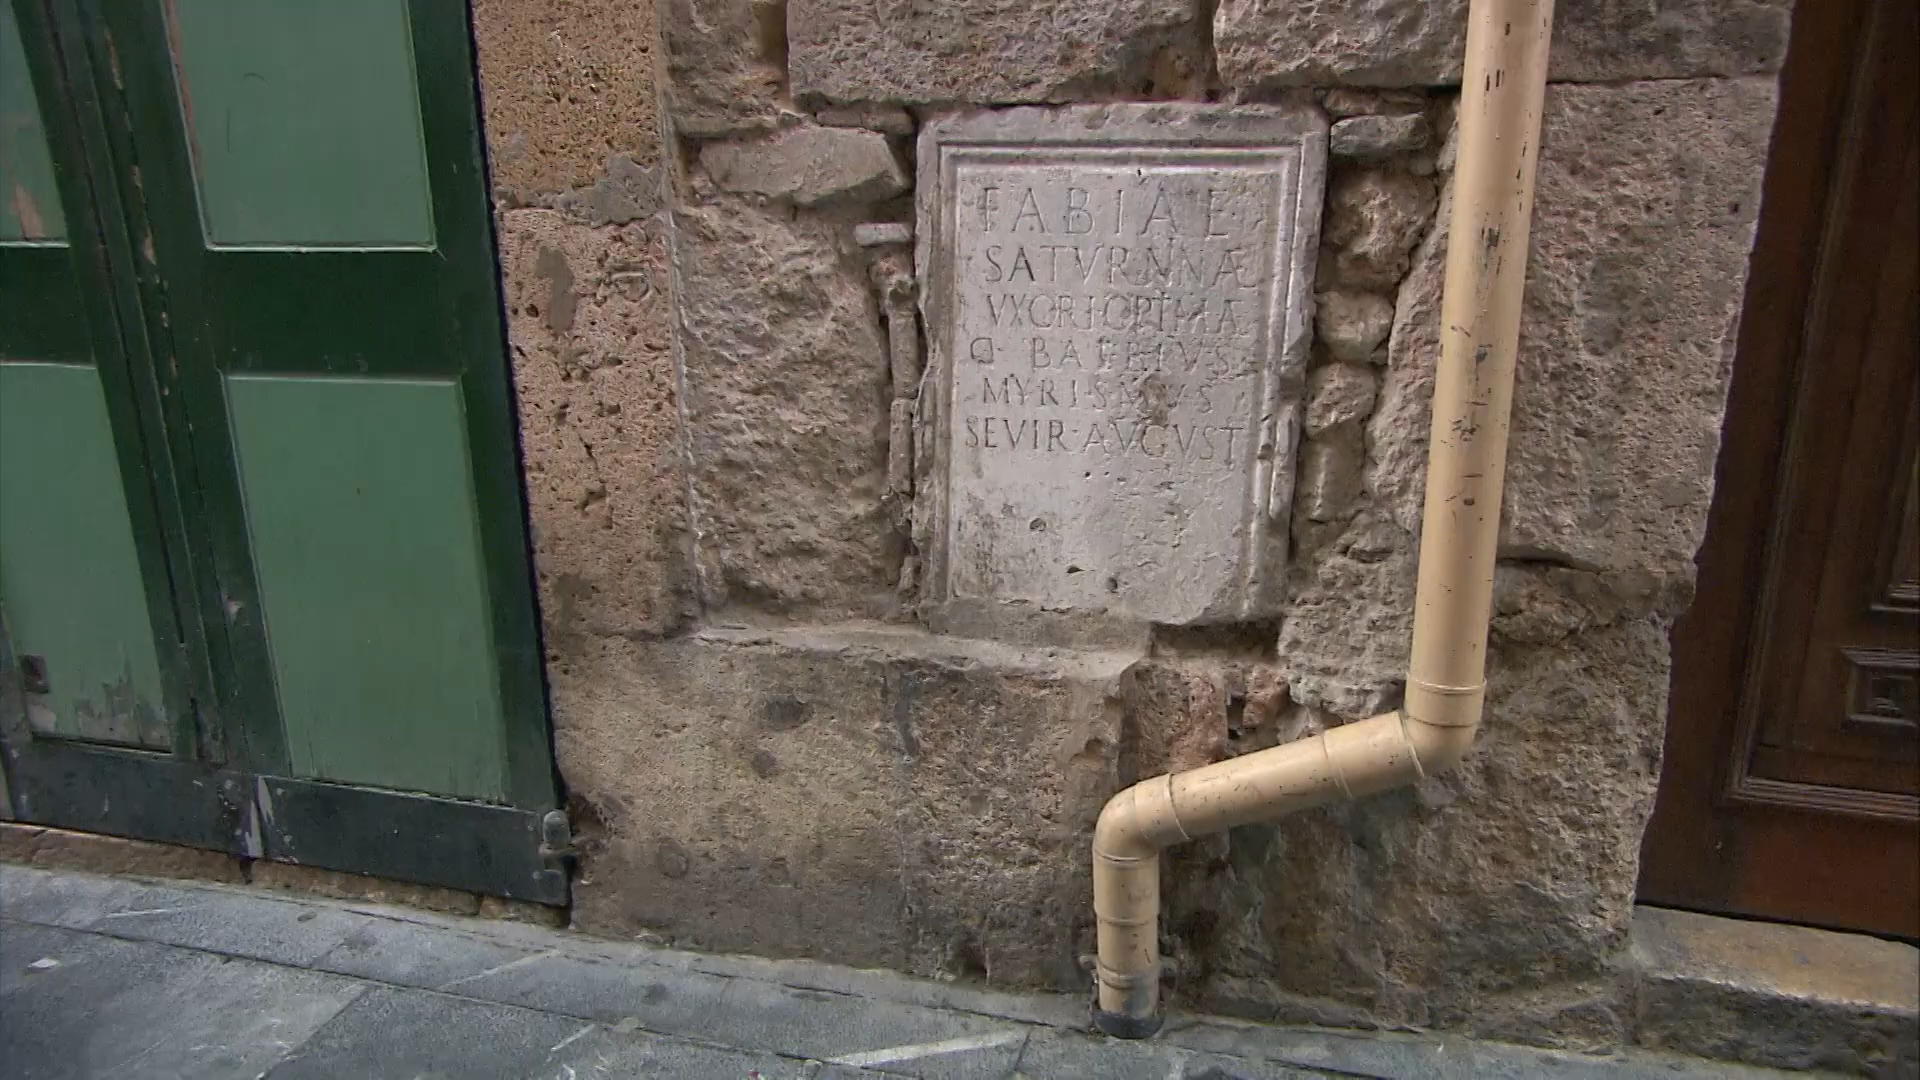 FABIAE
SATVRNINAE
VXORI OPTIMAE
Q · BAEBIVS
MYRISMVS
SEVIR AVGVST